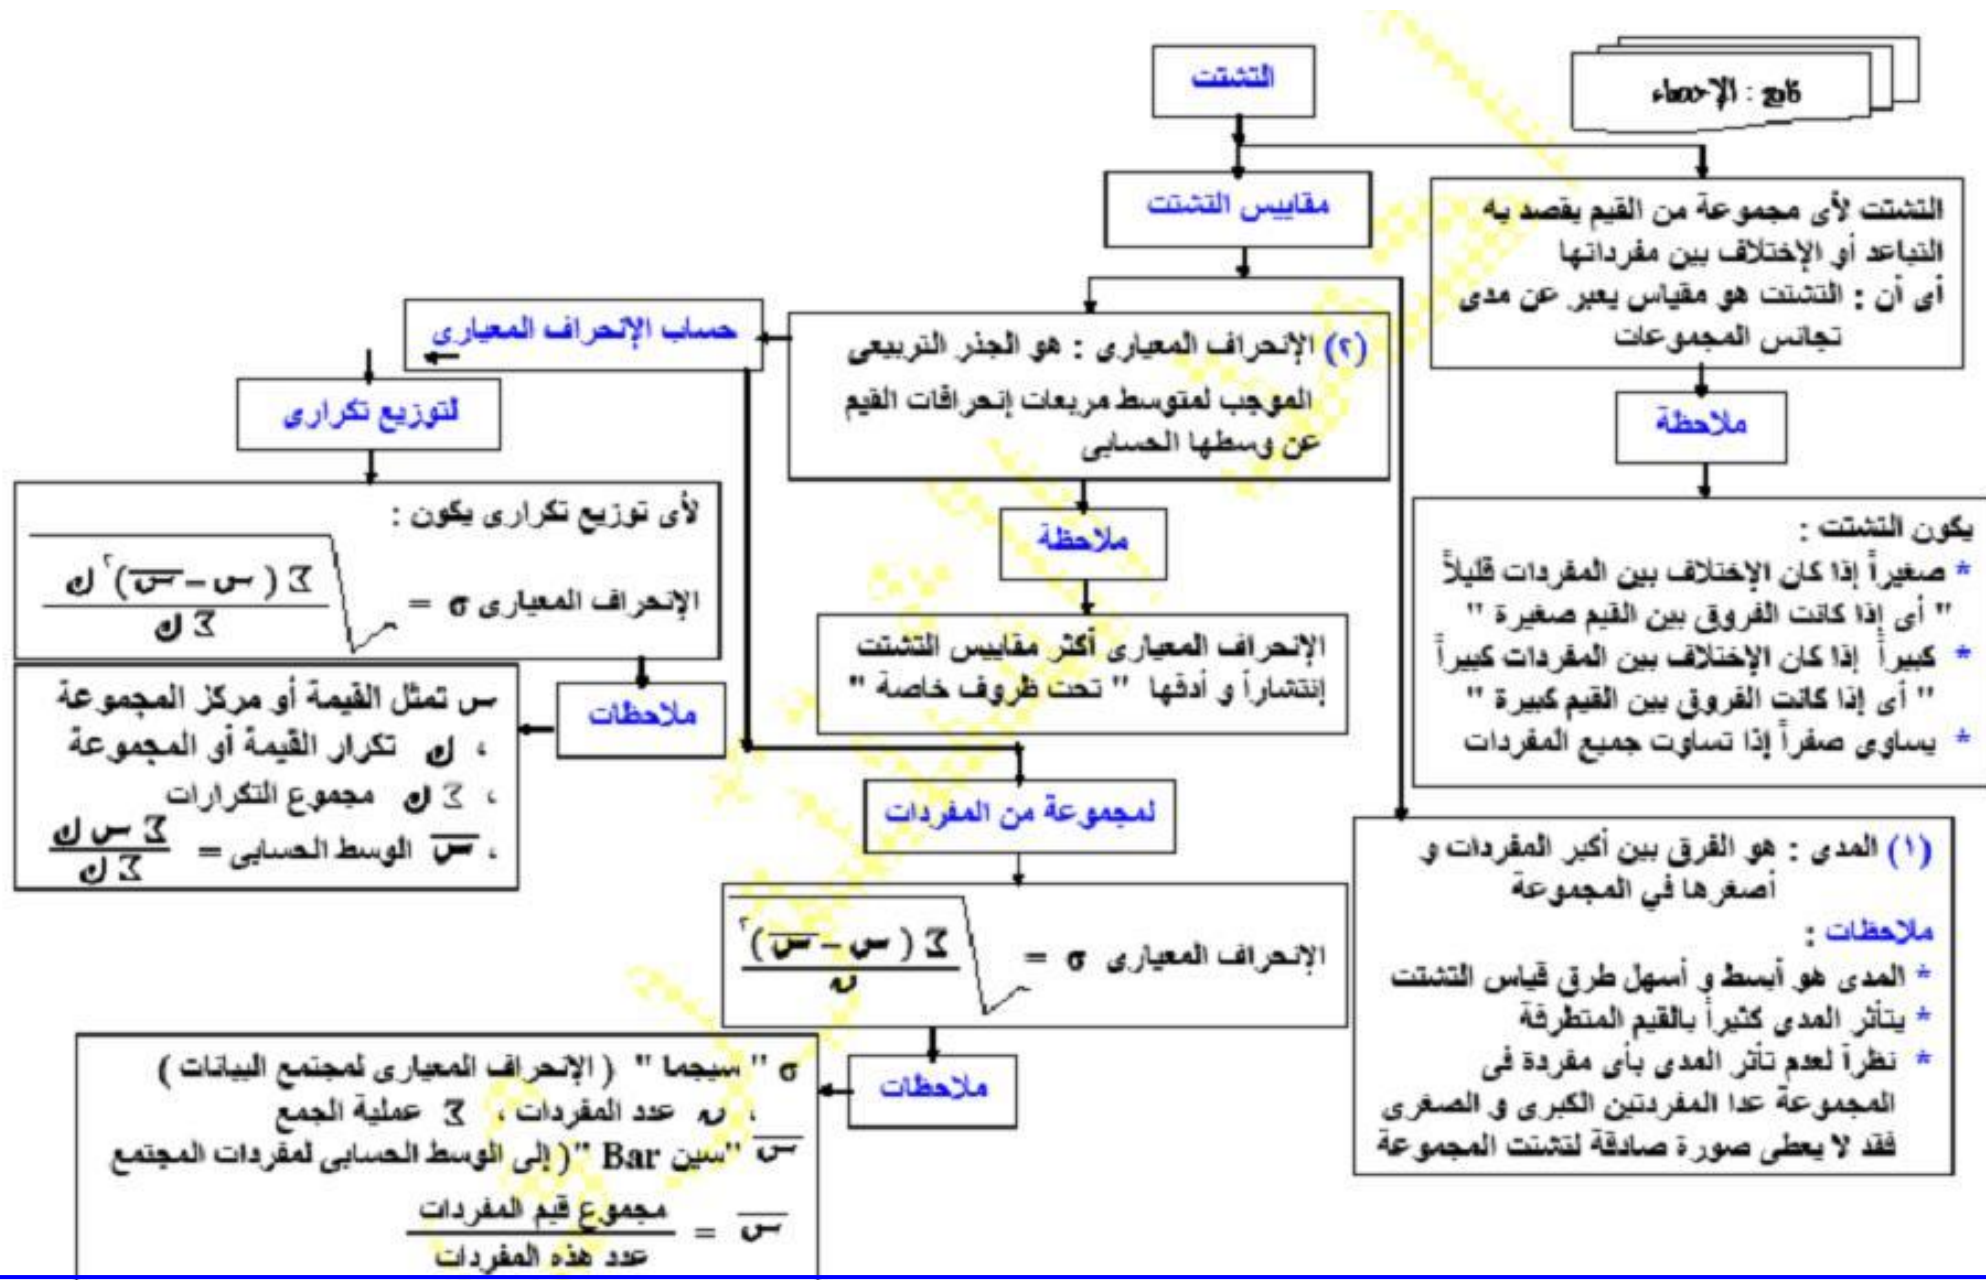 تابع : الإحصاء
التشتت
التشتت لأى مجموعة من القيم يقصد به
التباعد أو الإختلاف بين مفرداتها
أى أن : التشتت هو مقياس يعبر عن مدى
تجانس المجموعات
ملاحظة
يكون التشتت :
* صغيراً إذا كان الإختلاف بين المفردات قليلاً
" أى إذا كانت الفروق بين القيم صغيرة "
* كبيراً إذا كان الإختلاف بين المفردات كبيراً
" أى إذا كانت الفروق بين القيم كبيرة "
* يساوى صفراً إذا تساوت جميع المفردات
مقاييس التشتت
(١) المدى : هو الفرق بين أكبر المفردات و
أصغرها في المجموعة
ملاحظات :
* المدى هو أبسط و أسهل طرق قياس التشتت
* يتأثر المدى كثيراً بالقيم المتطرفة
* نظراً لعدم تأثر المدى بأى مفردة فى
المجموعة عدا المفردتين الكبرى و الصغرى
فقد لا يعطى صورة صادقة لتشتت المجموعة
(٢) الإنحراف المعيارى : هو الجذر التربيعى
الموجب لمتوسط مربعات إنحرافات القيم
عن وسطها الحسابى
ملاحظة
الإنحراف المعيارى أكثر مقاييس التشتت
إنتشاراً و أدقها " تحت ظروف خاصة "
حساب الإنحراف المعيارى
لتوزيع تكرارى
لأى توزيع تكرارى يكون :
الإنحراف المعيارى σ = √ Σ ( س – س̅ )٢ ك / Σ ك
ملاحظات
س تمثل القيمة أو مركز المجموعة
، ك تكرار القيمة أو المجموعة
، Σ ك مجموع التكرارات
، س̅ الوسط الحسابى = Σ س ك / Σ ك
لمجموعة من المفردات
الإنحراف المعيارى σ = √ Σ ( س – س̅ )٢ / ن
ملاحظات
σ " سيجما " ( الإنحراف المعيارى لمجتمع البيانات )
، ن عدد المفردات ، Σ عملية الجمع
س̅ "سين Bar "( إلى الوسط الحسابى لمفردات المجتمع
س̅ = مجموع قيم المفردات / عدد هذه المفردات